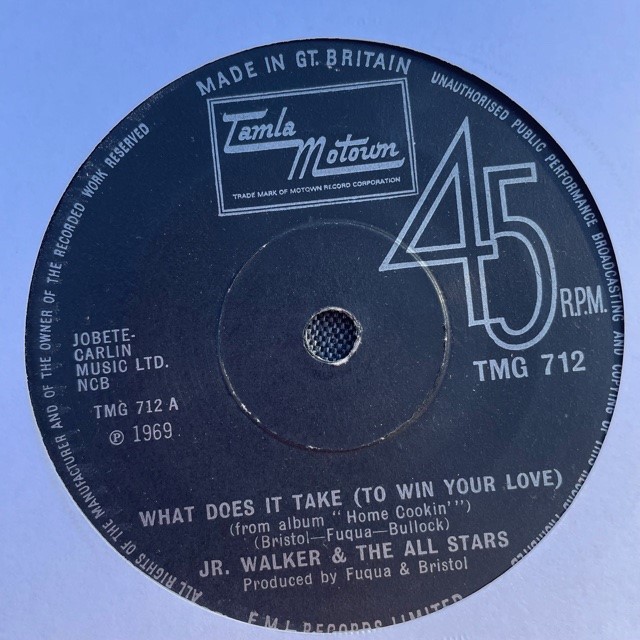 MADE IN GT. BRITAIN
UNAUTHORISED PUBLIC PERFORMANCE BROADCASTING AND COPYING OF
Tamla
Motown
TRADE MARK OF MOTOWN RECORD CORPORATION
45
R.P.M.
TMG 712
JOBETE-
CARLIN
MUSIC LTD.
NCB
TMG 712 A
℗ 1969
WHAT DOES IT TAKE (TO WIN YOUR LOVE)
(from album "Home Cookin'")
(Bristol—Fuqua—Bullock)
JR. WALKER & THE ALL STARS
Produced by Fuqua & Bristol
E.M.I. RECORDS LIMITED
ALL RIGHTS OF THE MANUFACTURER AND OF THE OWNER OF THE RECORDED WORK RESERVED